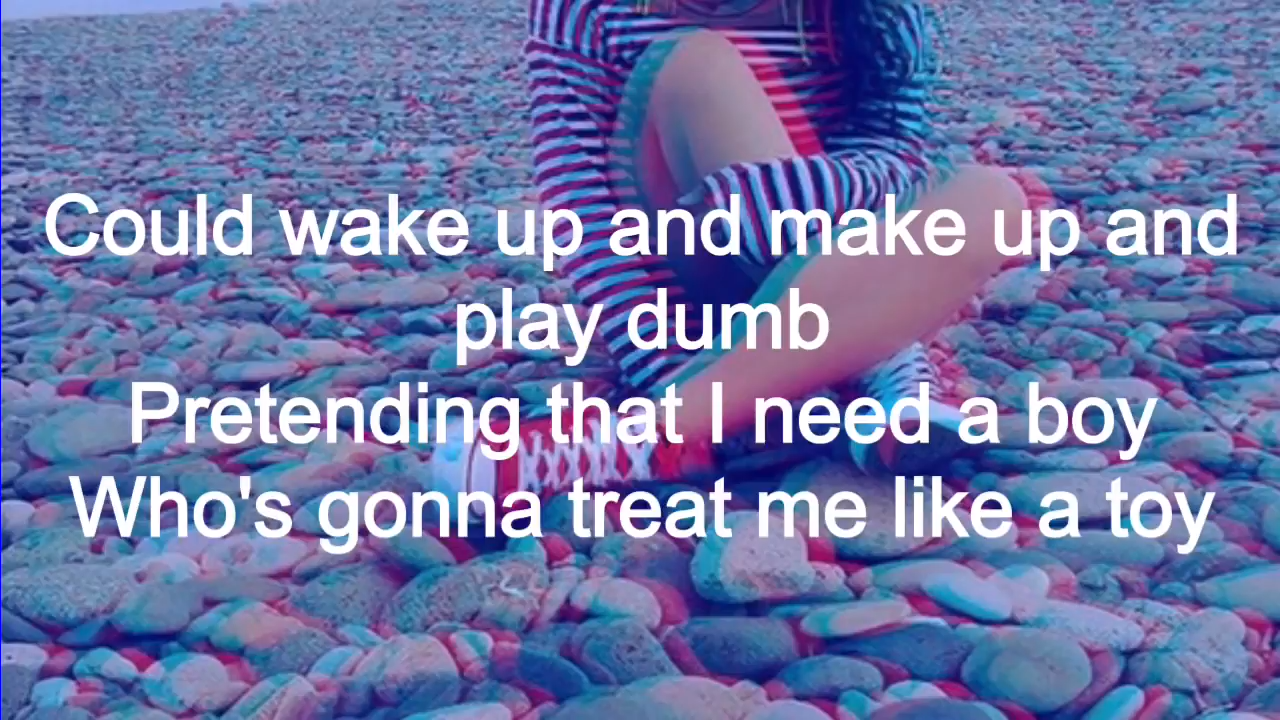 Could wake up and make up and
play dumb
Pretending that I need a boy
Who's gonna treat me like a toy